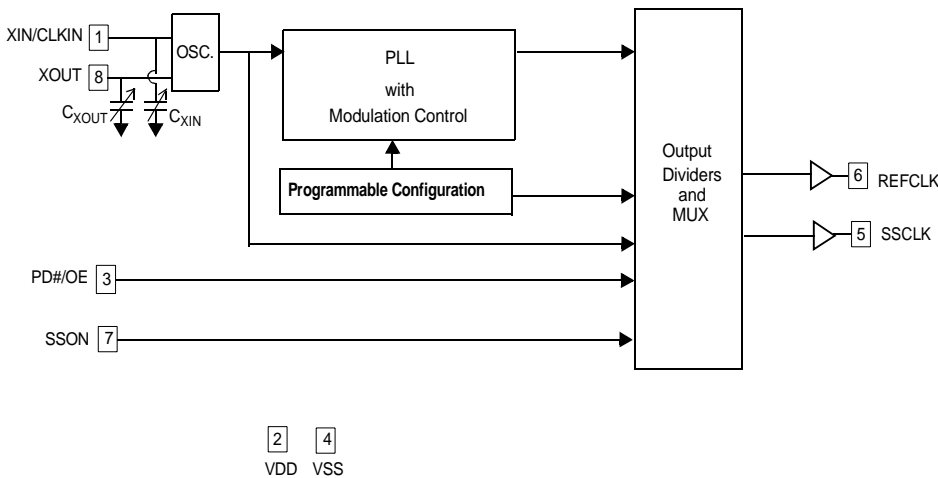 XIN/CLKIN 1
XOUT 8
CXOUT
CXIN
OSC.
PLL
with
Modulation Control
Programmable Configuration
Output
Dividers
and
MUX
6 REFCLK
5 SSCLK
PD#/OE 3
SSON 7
2 4
VDD VSS